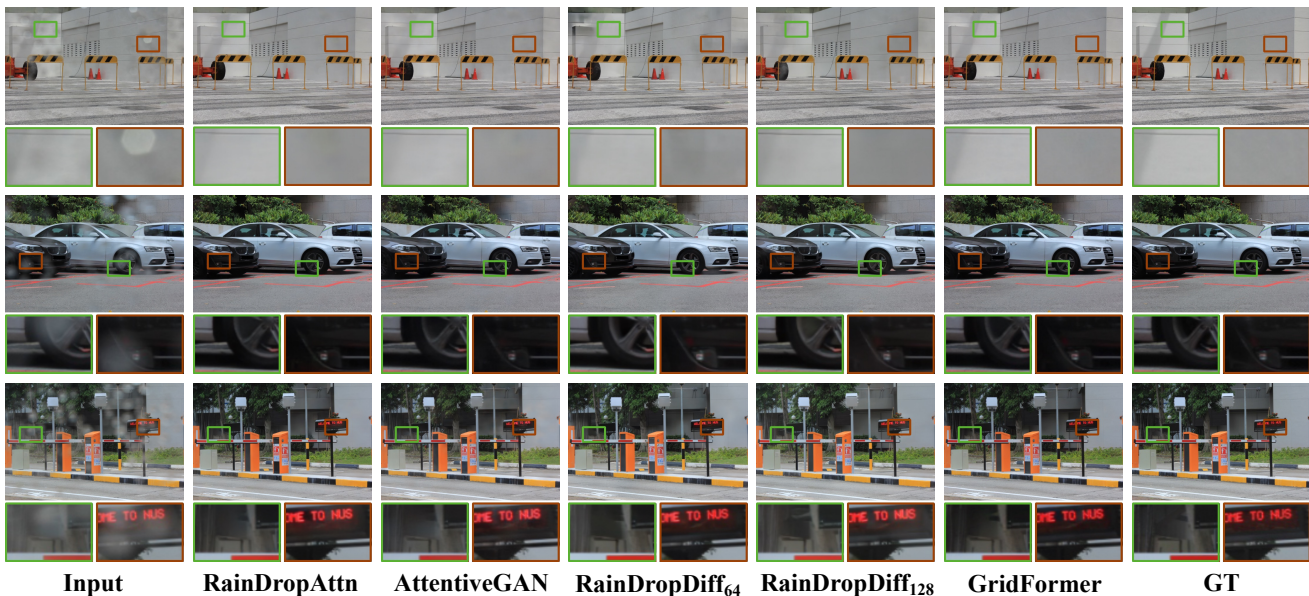 OME TO NUS OME TO NUS OME TO NUS OME TO NUS OME TO NUS OME TO NUS OME TO NUS
Input RainDropAttn AttentiveGAN RainDropDiff₆₄ RainDropDiff₁₂₈ GridFormer GT